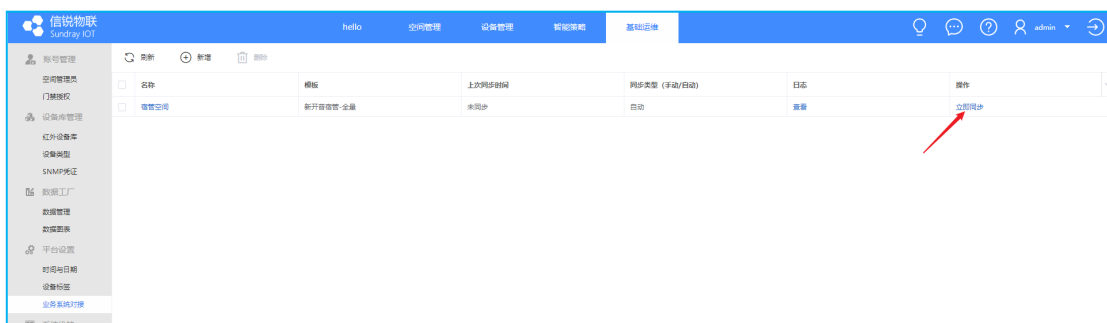 信锐物联
Sundray IOT
hello
空间管理
设备管理
智能策略
基础运维
admin
账号管理
空间管理员
门禁授权
设备库管理
红外设备库
设备类型
SNMP凭证
数据工厂
数据管理
数据图表
平台设置
时间与日期
设备标签
业务系统对接
刷新
新增
删除
名称
模板
上次同步时间
同步类型（手动/自动）
日志
操作
宿管空间
新开普宿管-全量
未同步
自动
查看
立即同步